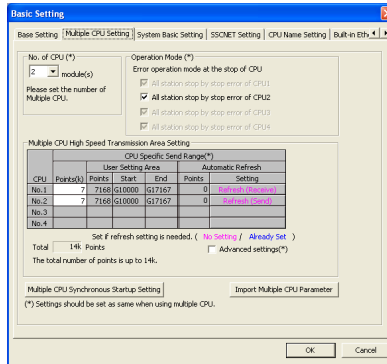 Basic Setting
Base Setting Multiple CPU Setting System Basic Setting SSCNET Setting CPU Name Setting Built-in Eth
No. of CPU (*)
2 module(s)
Please set the number of
Multiple CPU.
Operation Mode (*)
Error operation mode at the stop of CPU
All station stop by stop error of CPU1
All station stop by stop error of CPU2
All station stop by stop error of CPU3
All station stop by stop error of CPU4
Multiple CPU High Speed Transmission Area Setting
CPU Specific Send Range(*)
User Setting Area Automatic Refresh
CPU Points(k) Points Start End Points Setting
No.1 7 7168 G10000 G17167 0 Refresh (Receive)
No.2 7 7168 G10000 G17167 0 Refresh (Send)
No.3
No.4
Set if refresh setting is needed. ( No Setting / Already Set )
Total 14k Points Advanced settings(*)
The total number of points is up to 14k.
Multiple CPU Synchronous Startup Setting Import Multiple CPU Parameter
(*) Settings should be set as same when using multiple CPU.
OK Cancel